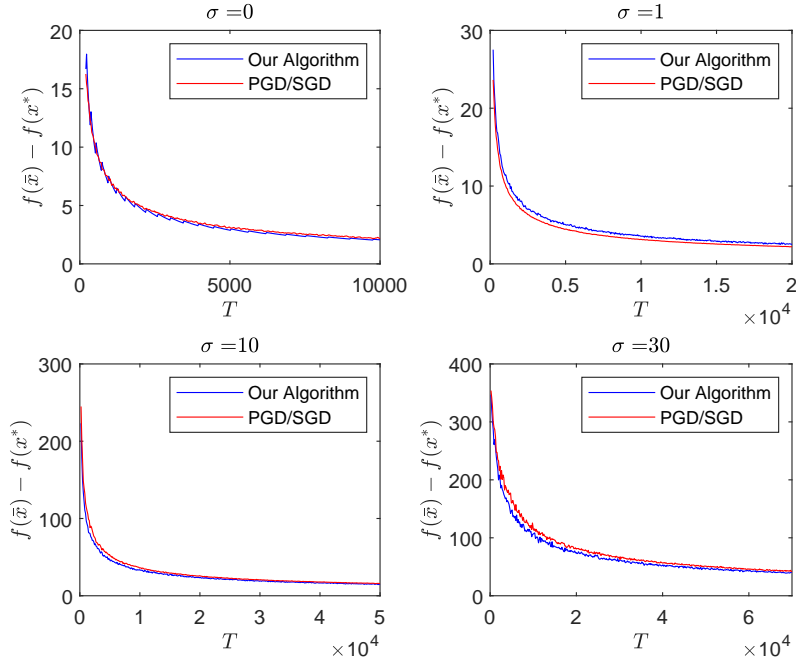 σ =0
20
15
10
5
0
0
5000
10000
T
f(x̄) − f(x*)
Our Algorithm
PGD/SGD
σ =1
30
20
10
0
0
0.5
1
1.5
2
×10⁴
T
f(x̄) − f(x*)
Our Algorithm
PGD/SGD
σ =10
300
200
100
0
0
1
2
3
4
5
×10⁴
T
f(x̄) − f(x*)
Our Algorithm
PGD/SGD
σ =30
400
300
200
100
0
0
2
4
6
×10⁴
T
f(x̄) − f(x*)
Our Algorithm
PGD/SGD